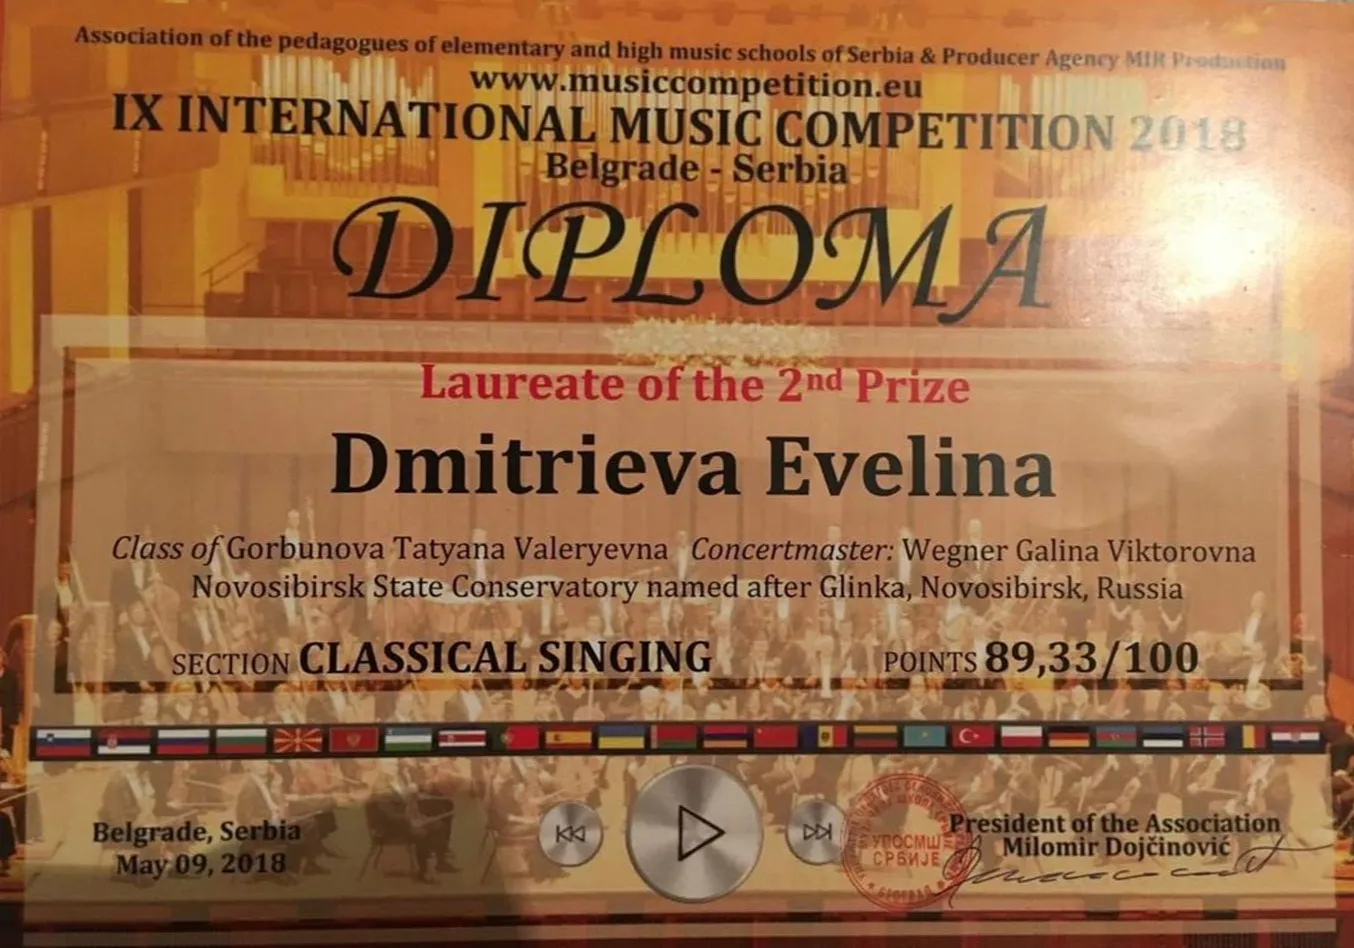 Association of the pedagogues of elementary and high music schools of Serbia & Producer Agency MIR Production
www.musiccompetition.eu
IX INTERNATIONAL MUSIC COMPETITION 2018
Belgrade - Serbia
DIPLOMA
Laureate of the 2nd Prize
Dmitrieva Evelina
Class of Gorbunova Tatyana Valeryevna Concertmaster: Wegner Galina Viktorovna
Novosibirsk State Conservatory named after Glinka, Novosibirsk, Russia
SECTION CLASSICAL SINGING POINTS 89,33/100
Belgrade, Serbia
May 09, 2018
УПОСМШ
СРБИЈЕ
БЕОГРАД
President of the Association
Milomir Dojčinović